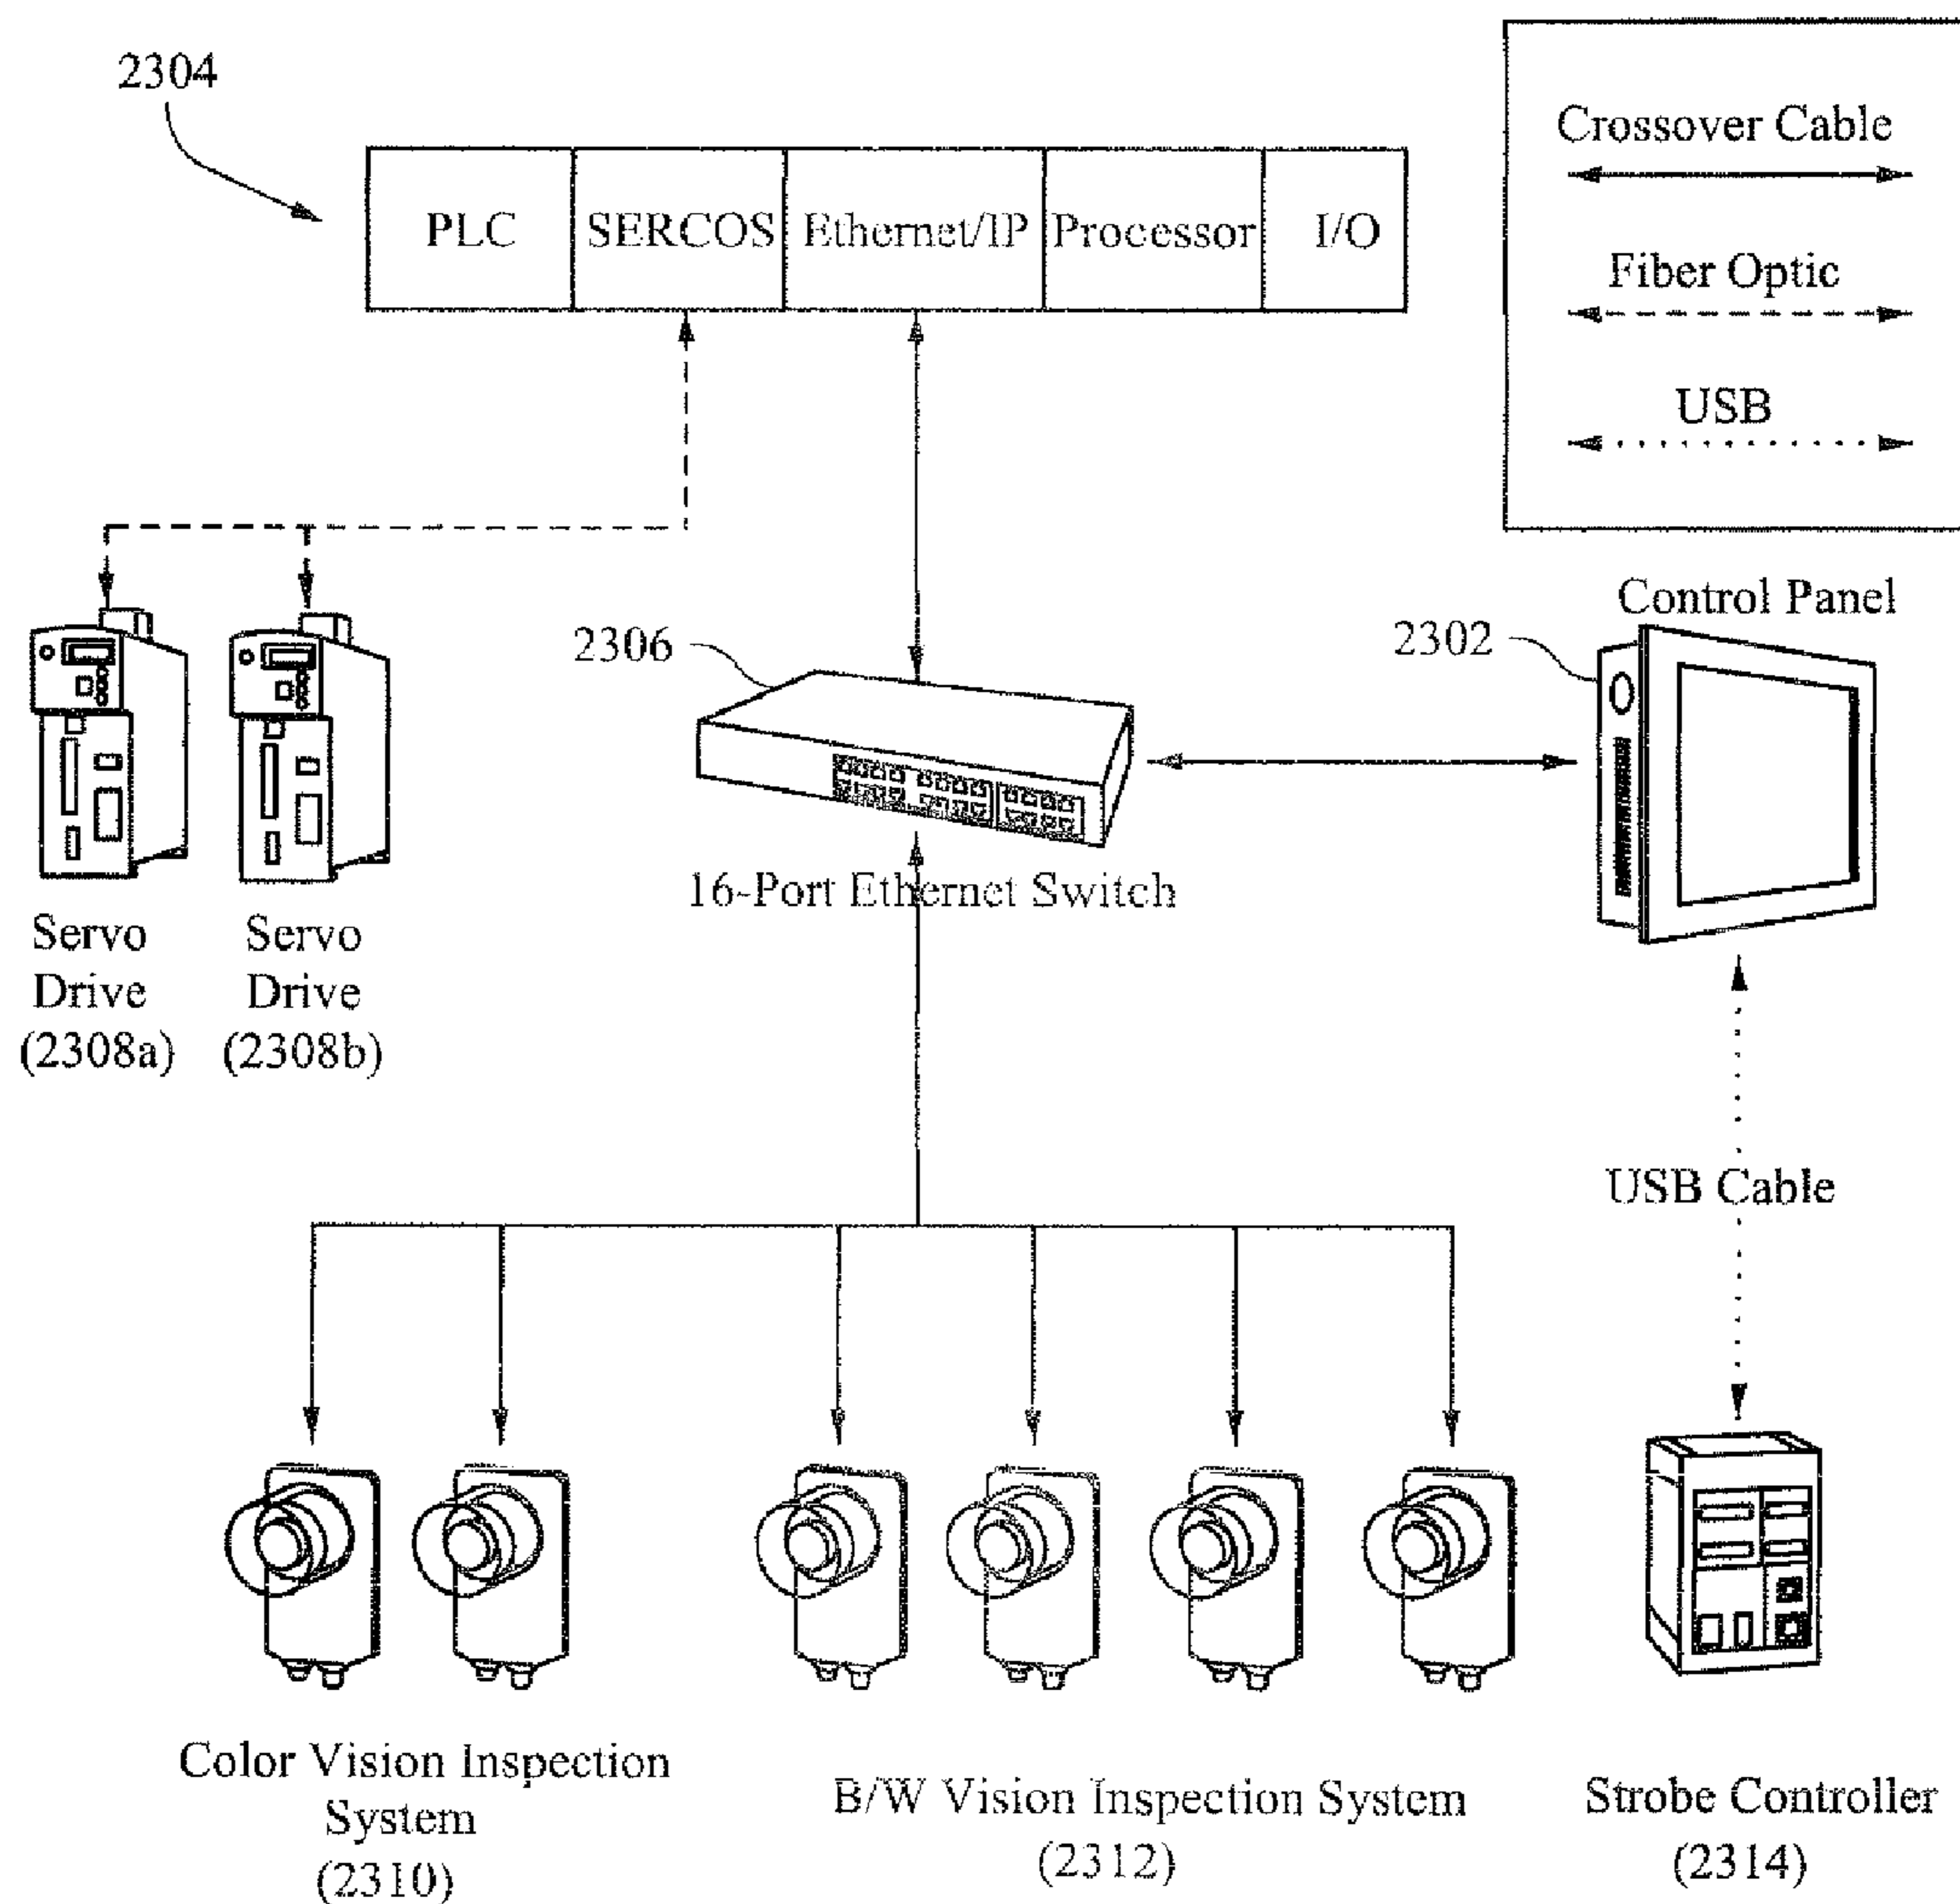 2304
PLC
SERCOS
Ethernet/IP
Processor
I/O
Crossover Cable
Fiber Optic
USB
Control Panel
2306
2302
16-Port Ethernet Switch
Servo
Drive
(2308a)
Servo
Drive
(2308b)
USB Cable
Color Vision Inspection
System
(2310)
B/W Vision Inspection System
(2312)
Strobe Controller
(2314)